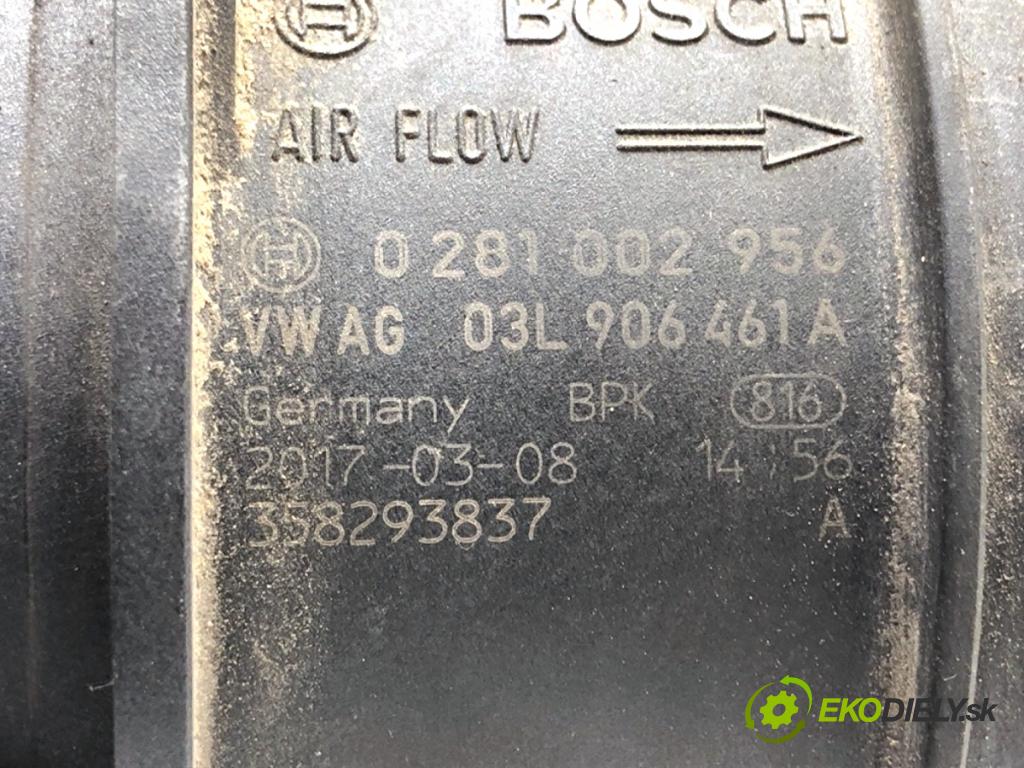 BOSCH
AIR FLOW
0 281 002 956
VW AG 03L 906 461 A
Germany BPK 816
2017-03-08 14:56
358293837 A
EKODIELY.sk